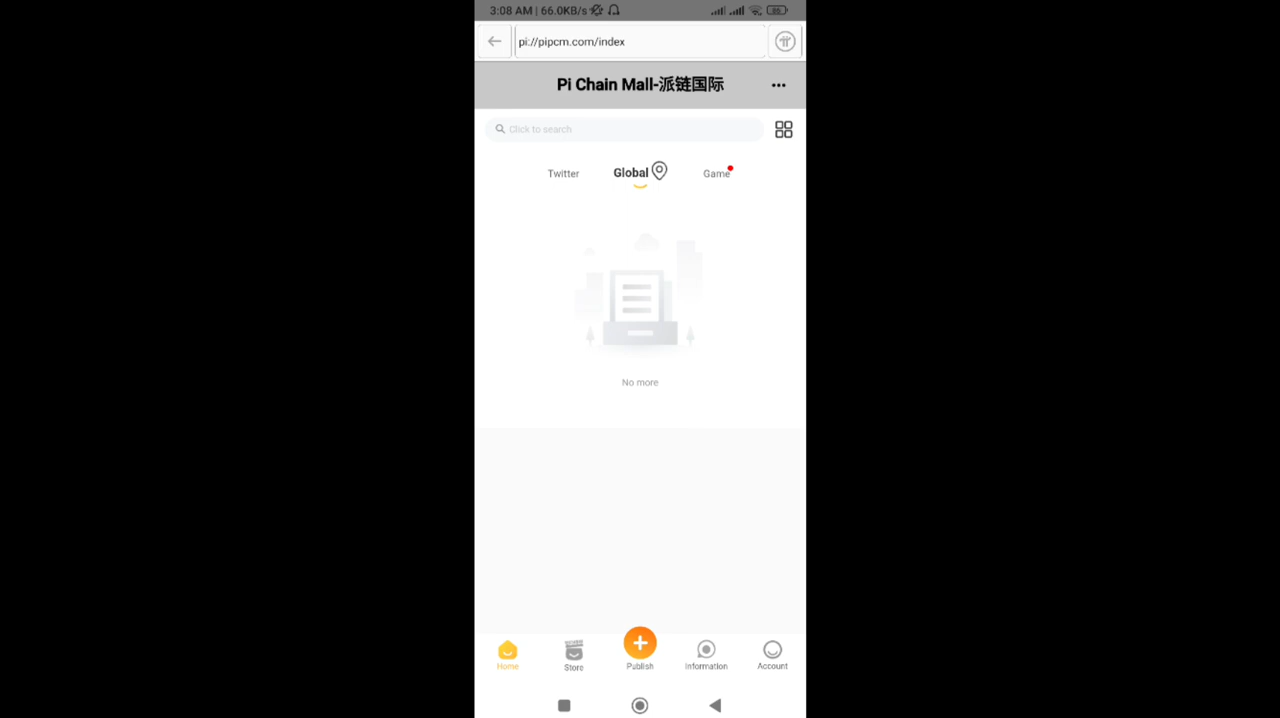 3:08 AM | 66.0KB/s
pi://pipcm.com/index
Pi Chain Mall-派链国际
Click to search
Twitter
Global
Game
No more
Home
Store
Publish
Information
Account